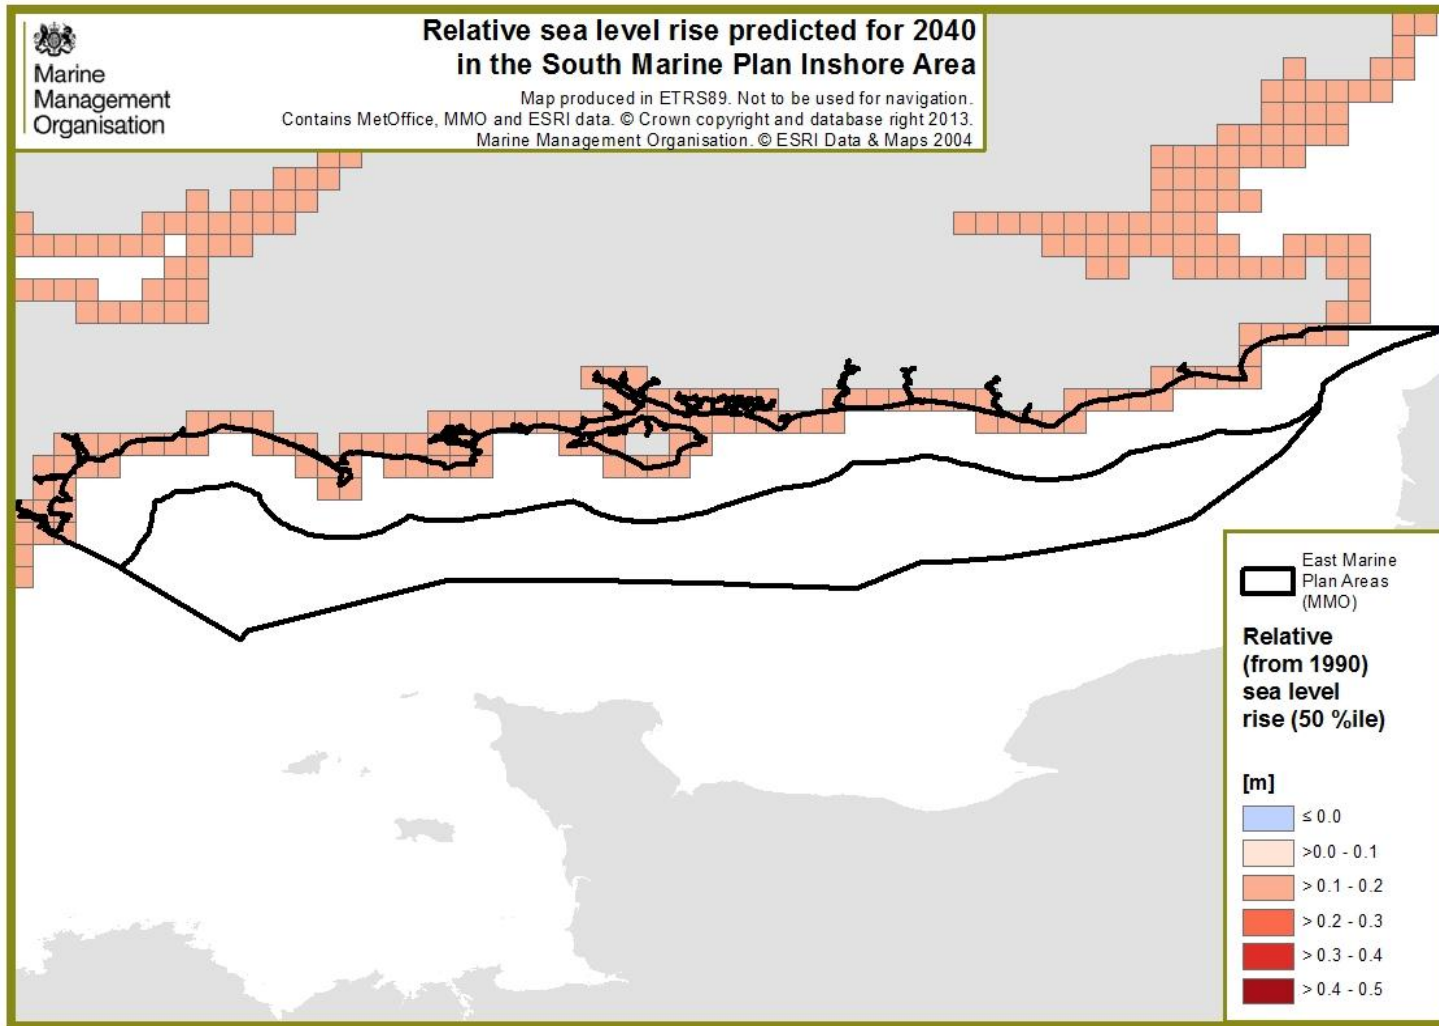 Marine
Management
Organisation
Relative sea level rise predicted for 2040
in the South Marine Plan Inshore Area
Map produced in ETRS89. Not to be used for navigation.
Contains MetOffice, MMO and ESRI data. © Crown copyright and database right 2013.
Marine Management Organisation. © ESRI Data & Maps 2004
East Marine
Plan Areas
(MMO)
Relative
(from 1990)
sea level
rise (50 %ile)
[m]
≤ 0.0
>0.0 - 0.1
> 0.1 - 0.2
> 0.2 - 0.3
> 0.3 - 0.4
> 0.4 - 0.5